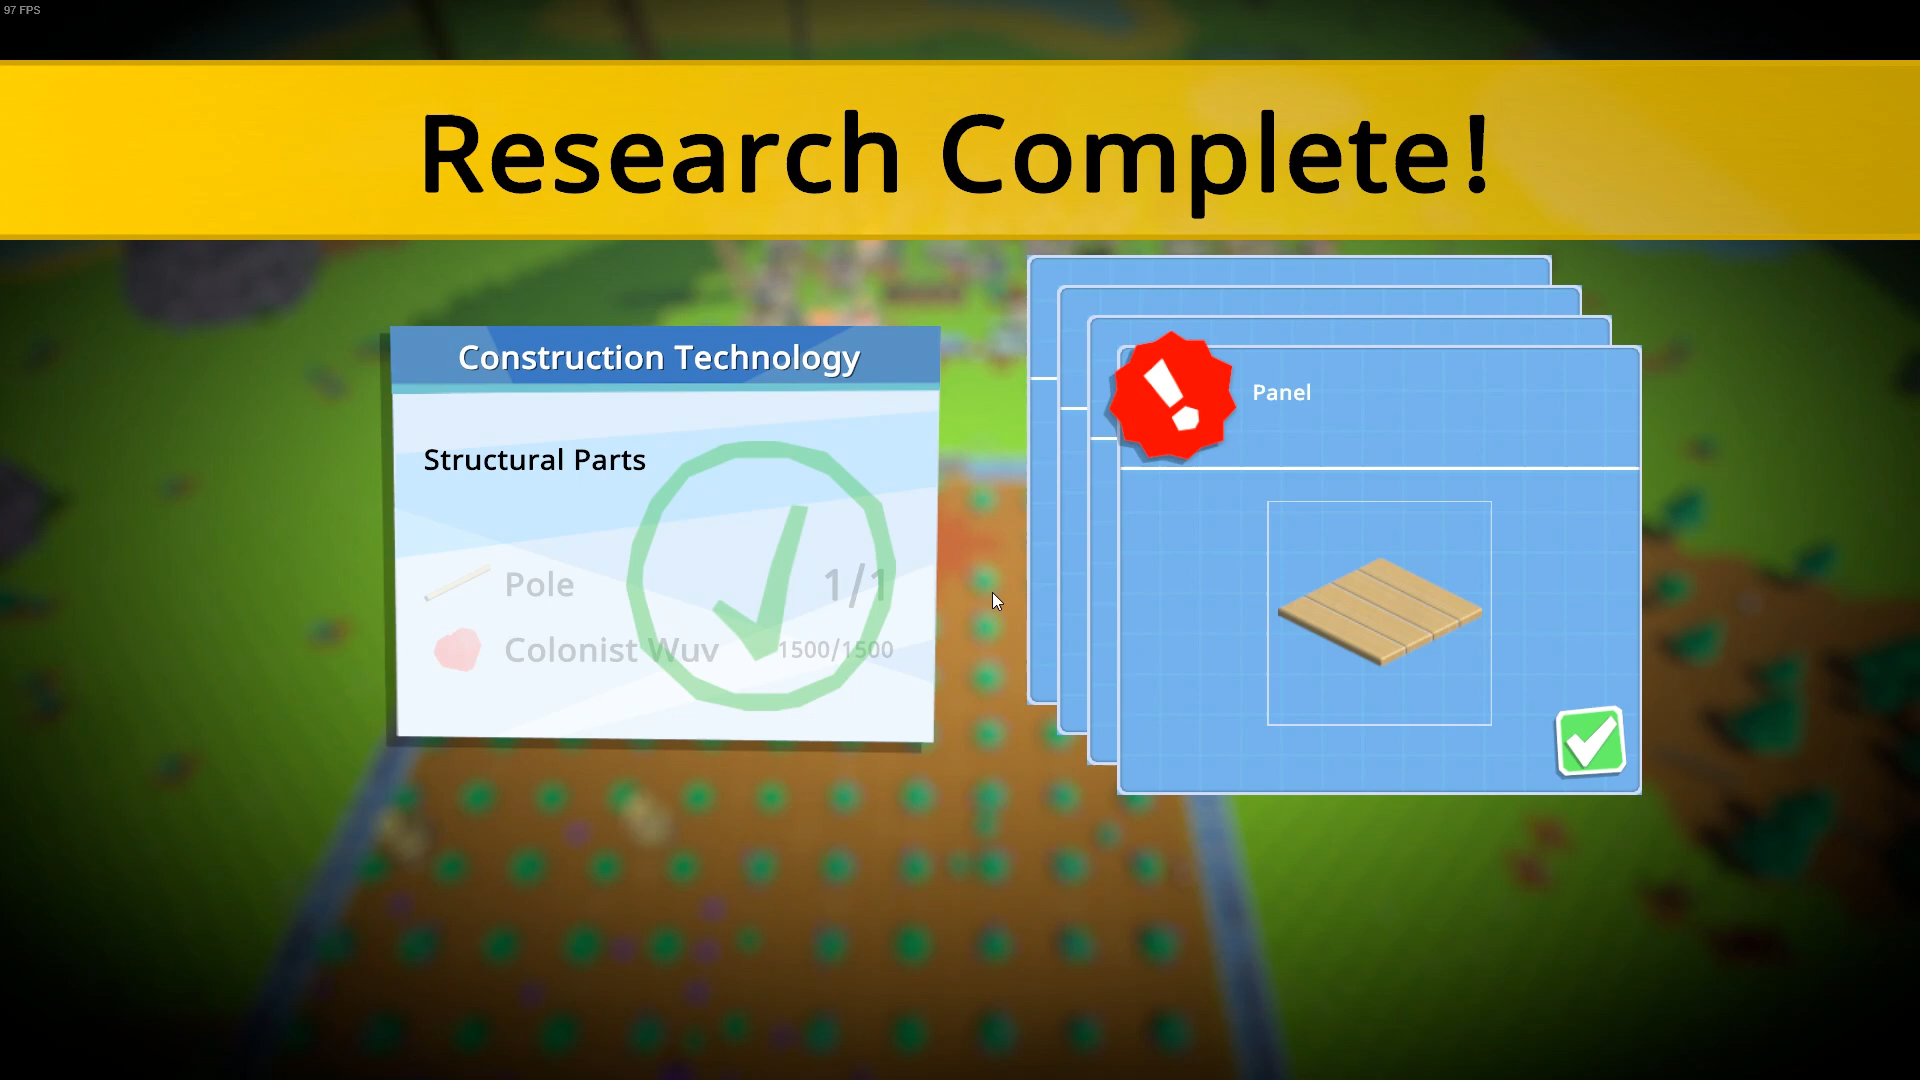 97 FPS
Research Complete!
Construction Technology
Structural Parts
Pole 1/1
Colonist Wuv 1500/1500
Panel